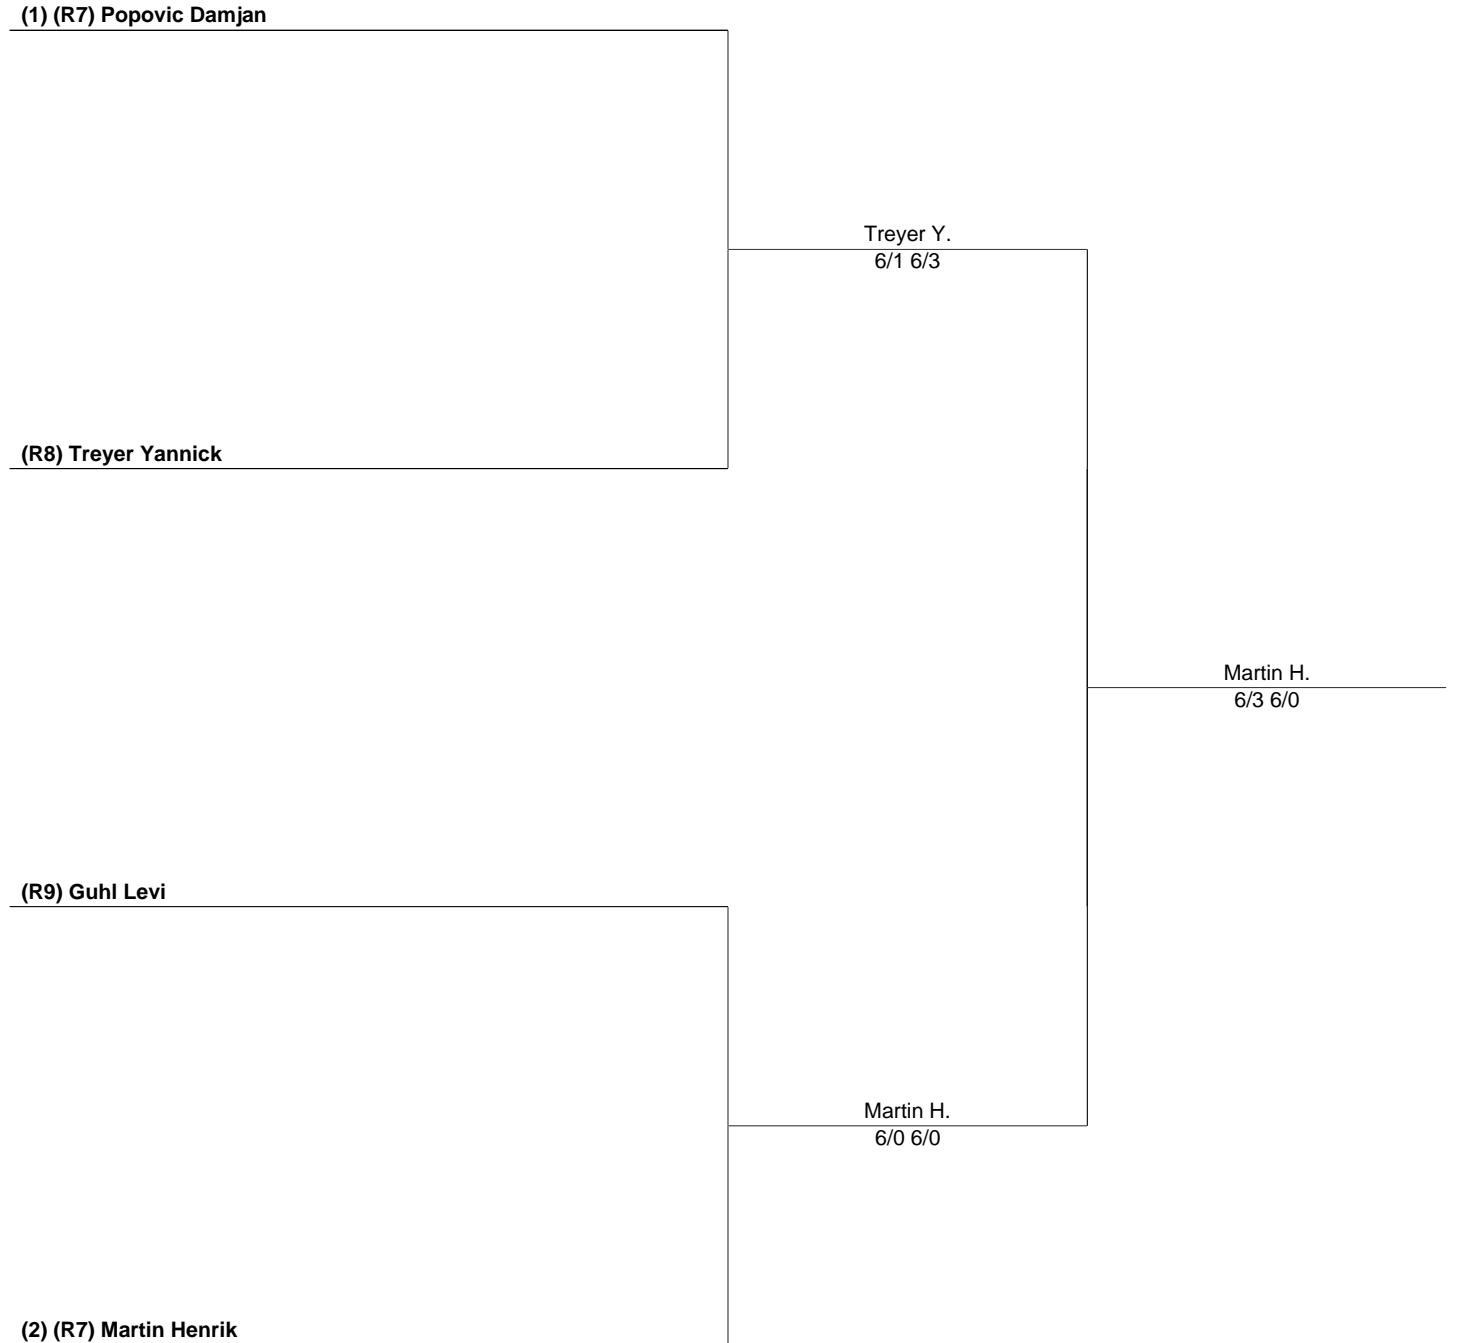 (1) (R7) Popovic Damjan
Treyer Y.
6/1 6/3
(R8) Treyer Yannick
Martin H.
6/3 6/0
(R9) Guhl Levi
Martin H.
6/0 6/0
(2) (R7) Martin Henrik